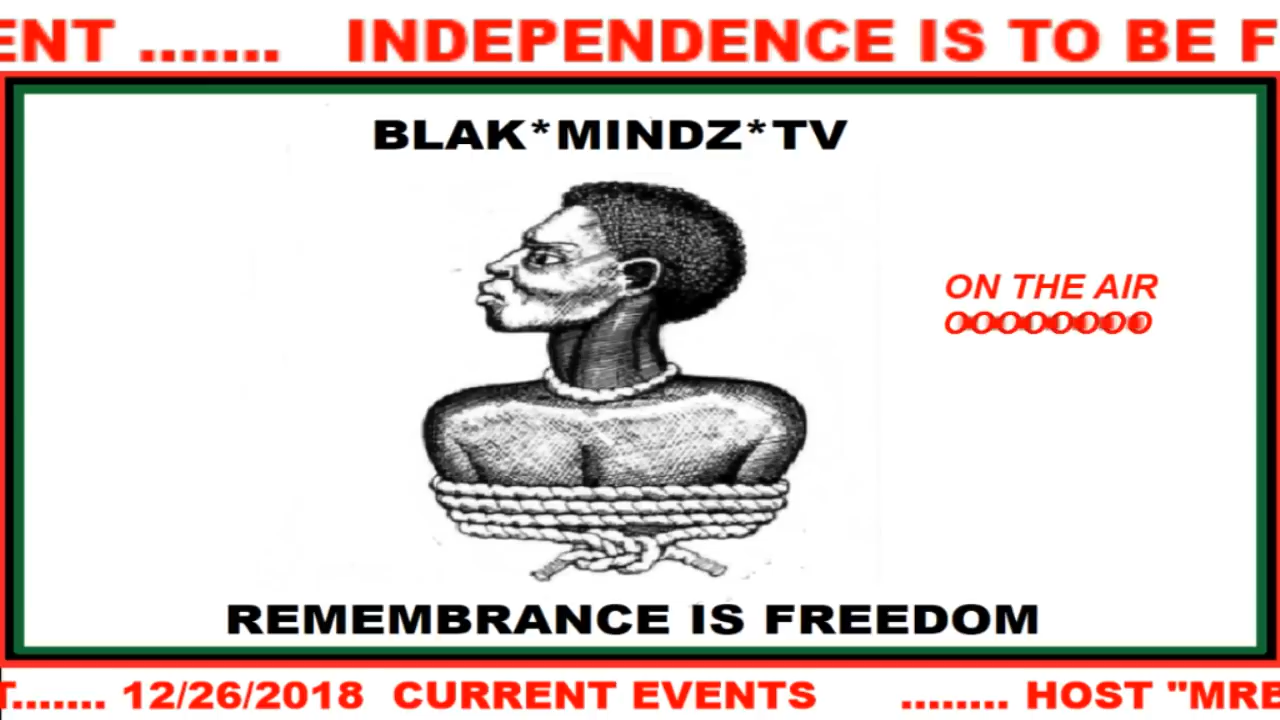 ENT ....... INDEPENDENCE IS TO BE F
BLAK*MINDZ*TV
ON THE AIR
OOOOOOOOO
REMEMBRANCE IS FREEDOM
T....... 12/26/2018 CURRENT EVENTS ........ HOST "MRE